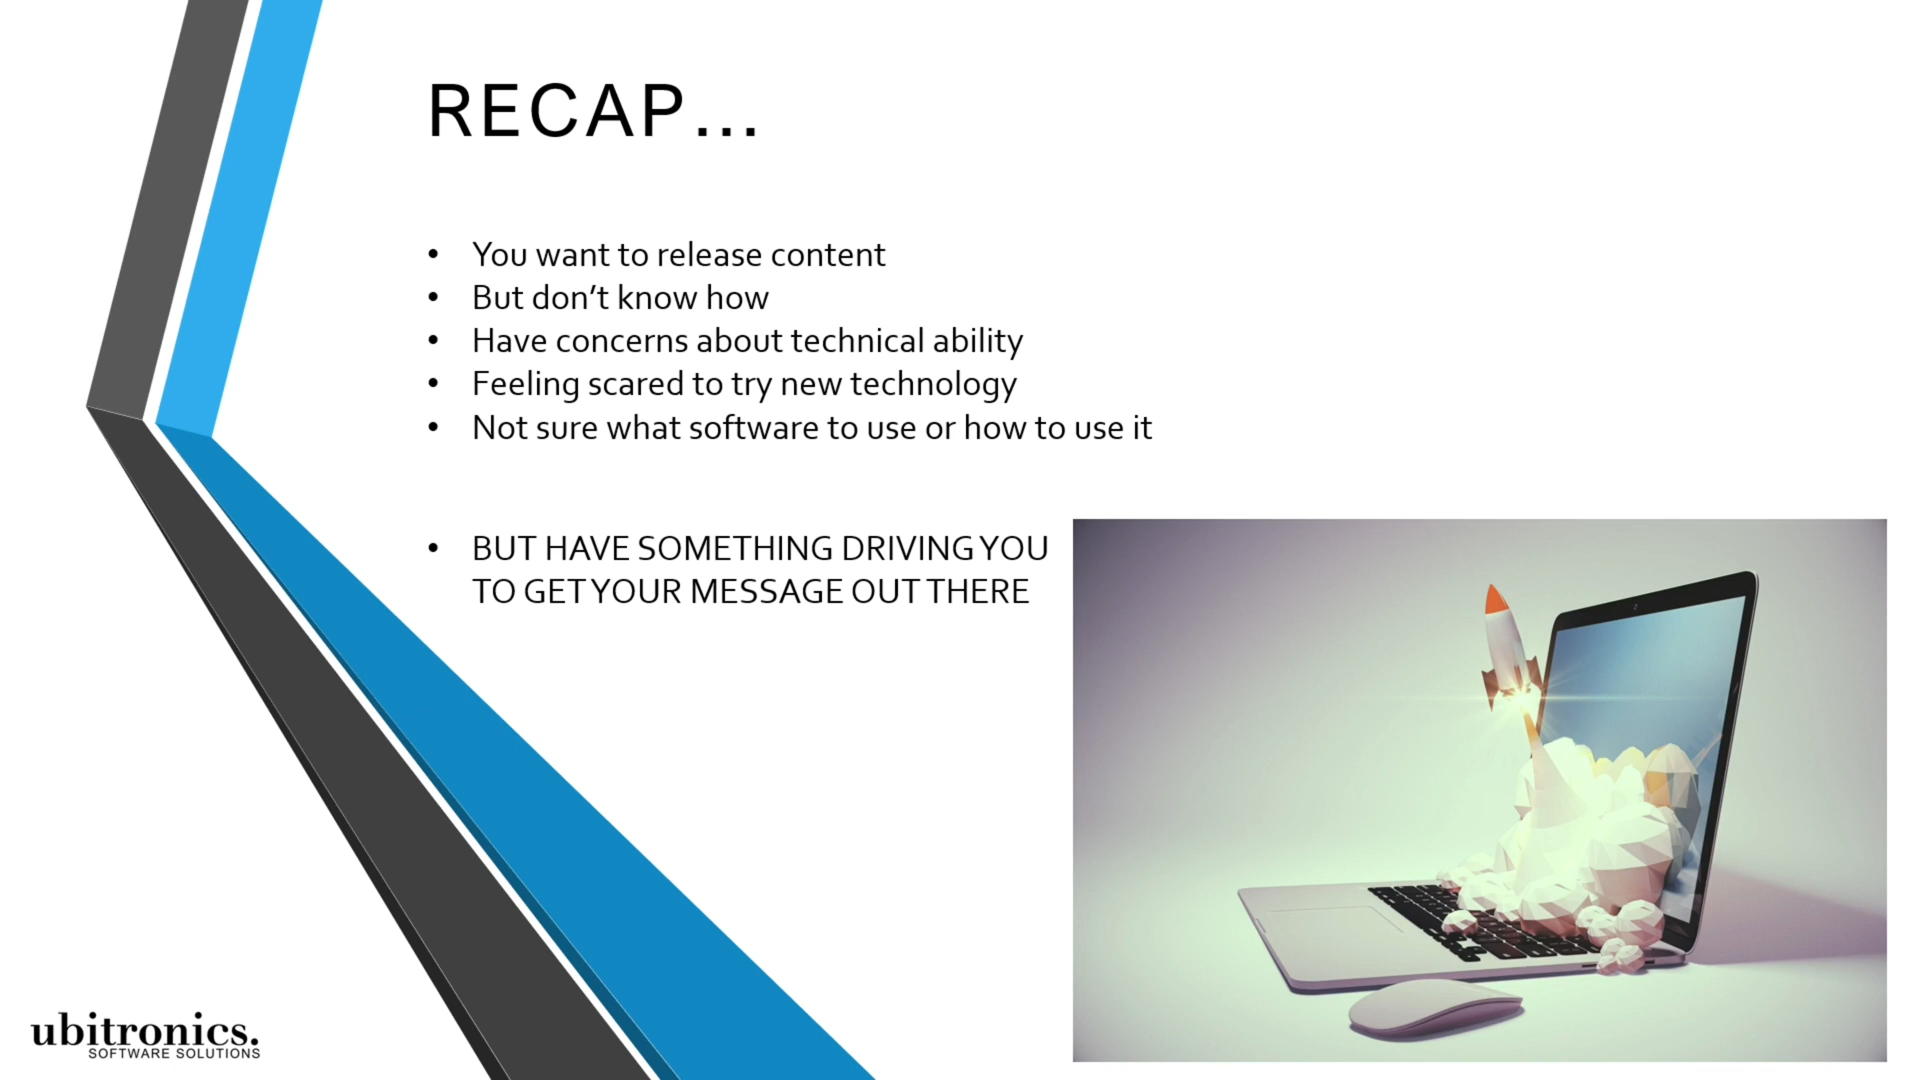 RECAP...
• You want to release content
• But don’t know how
• Have concerns about technical ability
• Feeling scared to try new technology
• Not sure what software to use or how to use it
• BUT HAVE SOMETHING DRIVING YOU
TO GET YOUR MESSAGE OUT THERE
ubitronics.
SOFTWARE SOLUTIONS